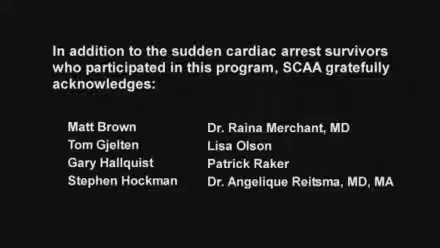 In addition to the sudden cardiac arrest survivors
who participated in this program, SCAA gratefully
acknowledges:
Matt Brown
Tom Gjelten
Gary Hallquist
Stephen Hockman
Dr. Raina Merchant, MD
Lisa Olson
Patrick Raker
Dr. Angelique Reitsma, MD, MA